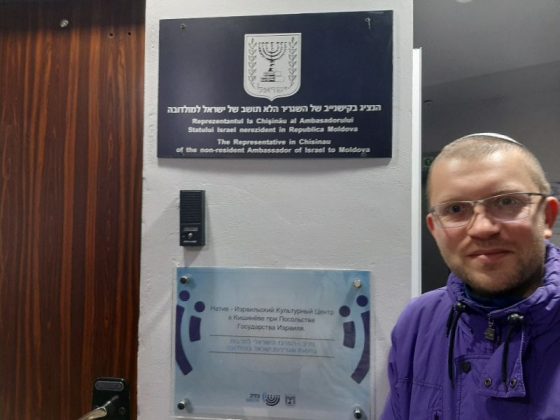 הנציג בקישנייב של השגריר הלא תושב של ישראל למולדובה
Reprezentantul la Chișinău al Ambasadorului
Statului Israel nerezident în Republica Moldova
The Representative in Chisinau
of the non-resident Ambassador of Israel to Moldova
Натив - Израильский Культурный Центр
в Кишинёве при Посольстве
Государства Израиль.
נתיב